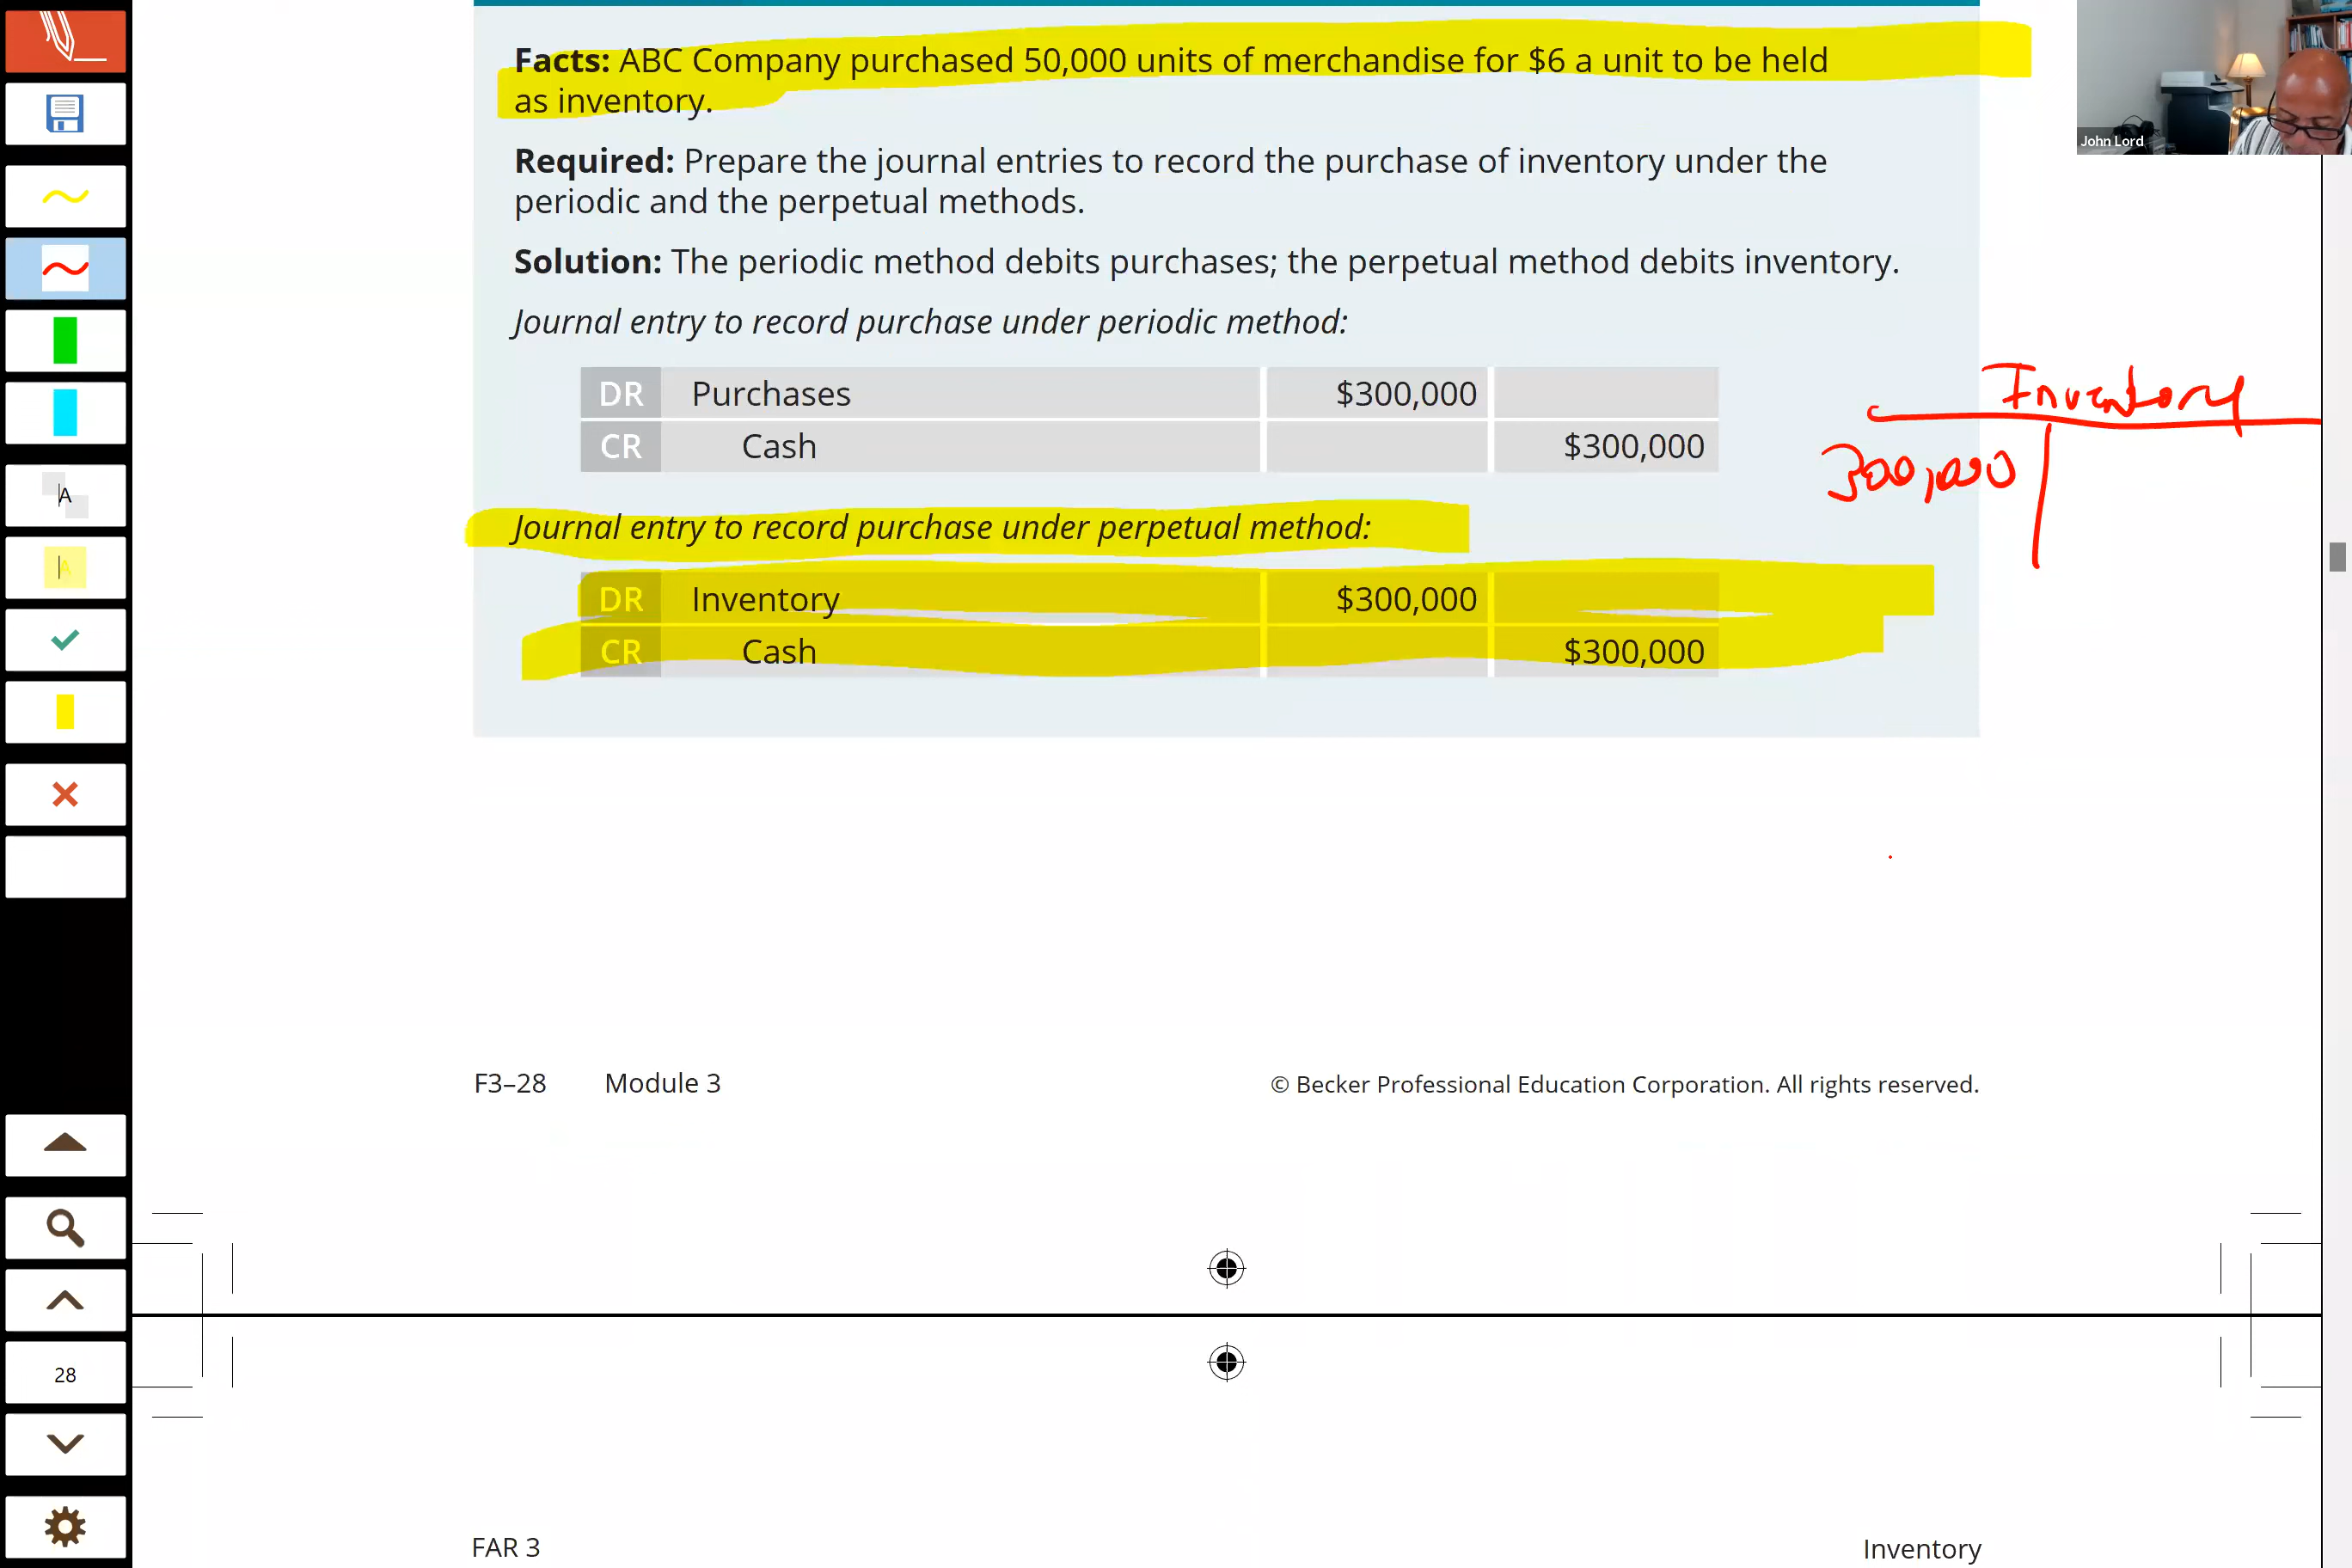 Facts: ABC Company purchased 50,000 units of merchandise for $6 a unit to be held
as inventory.
John Lord
Required: Prepare the journal entries to record the purchase of inventory under the
periodic and the perpetual methods.
Solution: The periodic method debits purchases; the perpetual method debits inventory.
Journal entry to record purchase under periodic method:
DR Purchases $300,000
CR Cash $300,000
Inventory
300,000
Journal entry to record purchase under perpetual method:
DR Inventory $300,000
CR Cash $300,000
A
A
F3–28 Module 3 © Becker Professional Education Corporation. All rights reserved.
28
FAR 3 Inventory